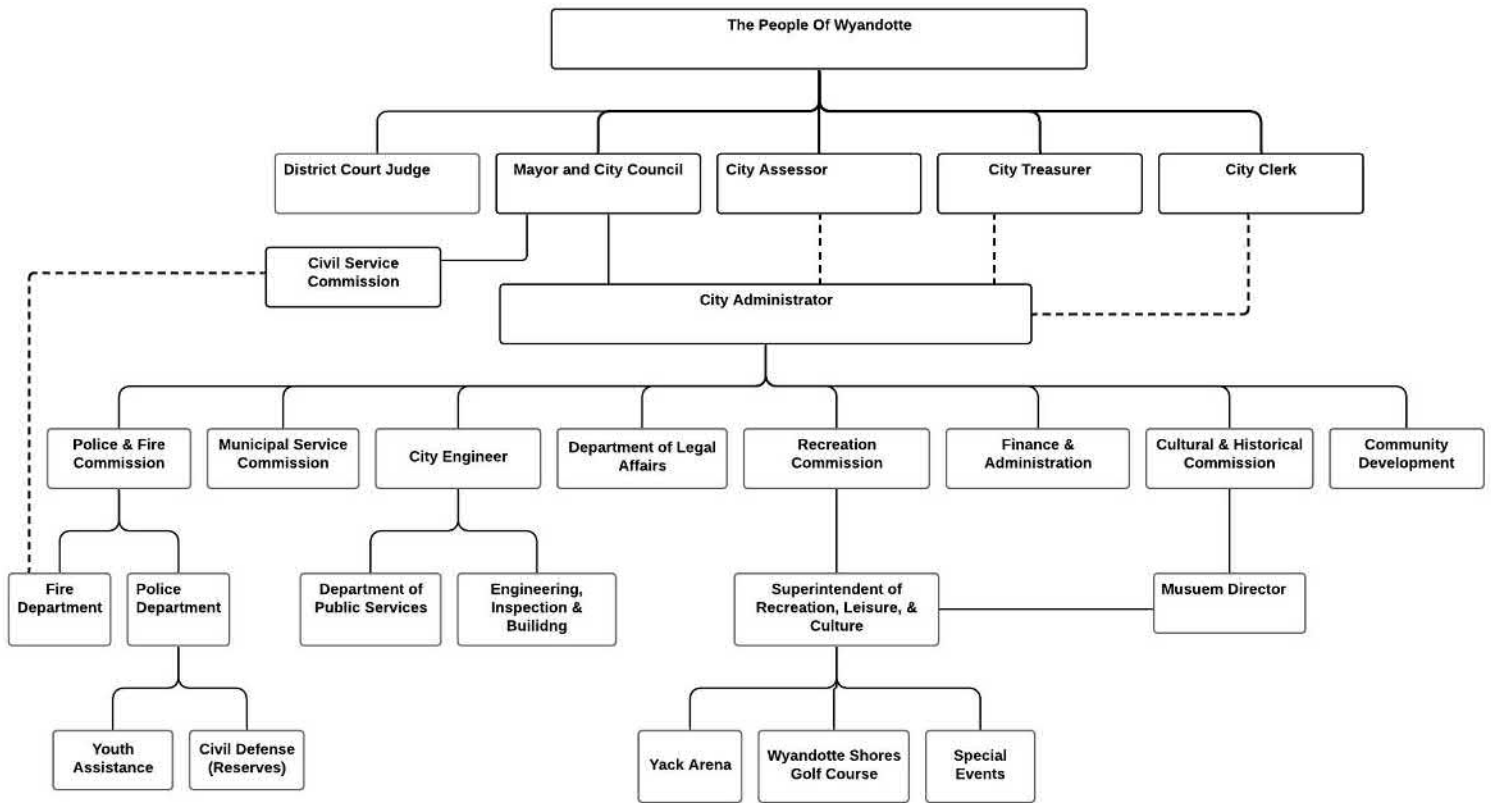 The People Of Wyandotte
District Court Judge
Mayor and City Council
City Assessor
City Treasurer
City Clerk
Civil Service
Commission
City Administrator
Police & Fire
Commission
Municipal Service
Commission
City Engineer
Department of Legal
Affairs
Recreation
Commission
Finance &
Administration
Cultural & Historical
Commission
Community
Development
Fire
Department
Police
Department
Department of
Public Services
Engineering,
Inspection &
Builidng
Superintendent of
Recreation, Leisure, &
Culture
Musuem Director
Youth
Assistance
Civil Defense
(Reserves)
Yack Arena
Wyandotte Shores
Golf Course
Special
Events